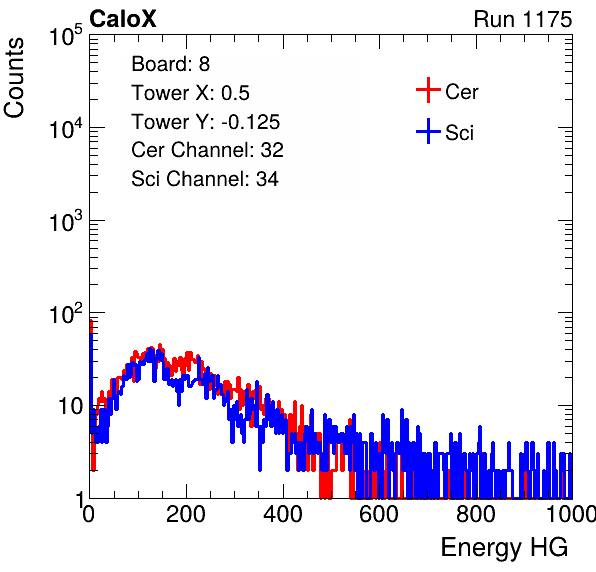 CaloX Run 1175
Counts
10^5
10^4
10^3
10^2
10
1
Board: 8
Tower X: 0.5
Tower Y: -0.125
Cer Channel: 32
Sci Channel: 34
Cer
Sci
0 200 400 600 800 1000
Energy HG